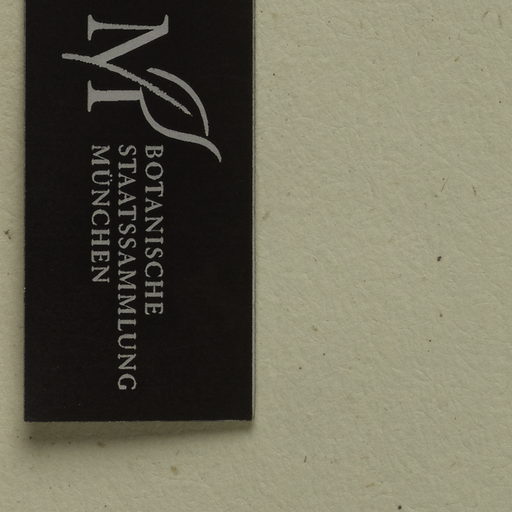 M
BOTANISCHE
STAATSSAMMLUNG
MÜNCHEN